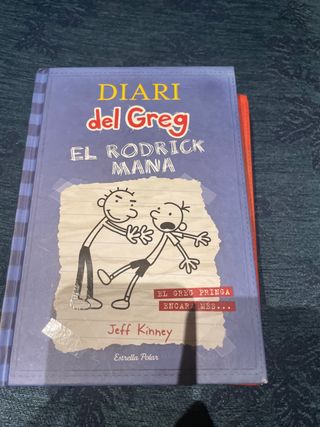 DIARI
del Greg
EL RODRICK
MANA
EL GREG PRINGA
ENCARA MÉS...
Jeff Kinney
Estrella Polar